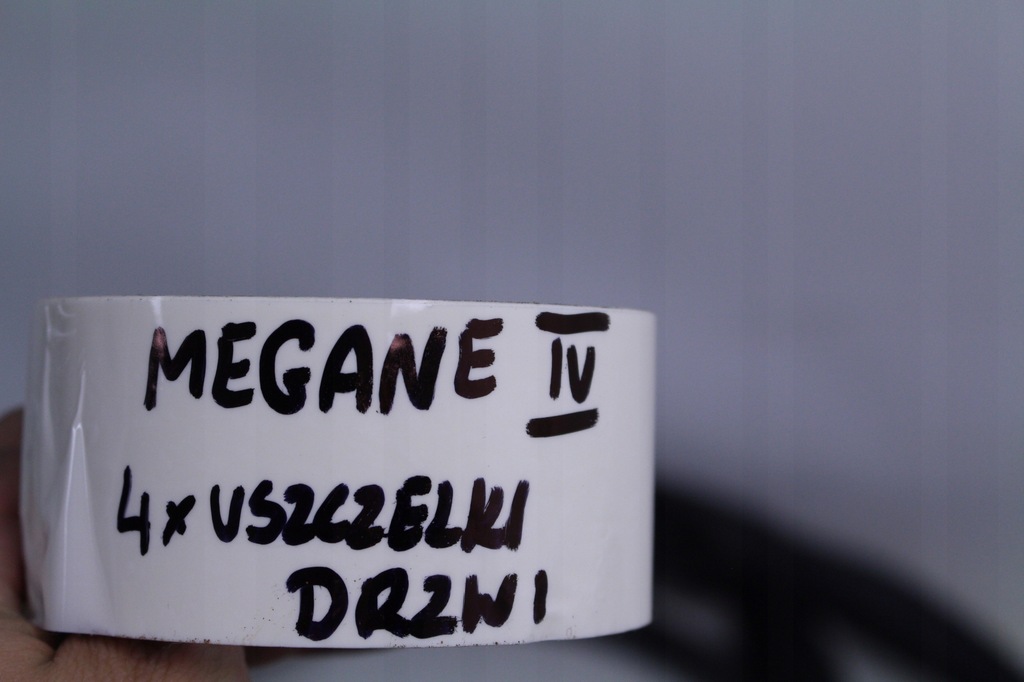 MEGANE IV
4x USZCZELKI
DRZWI